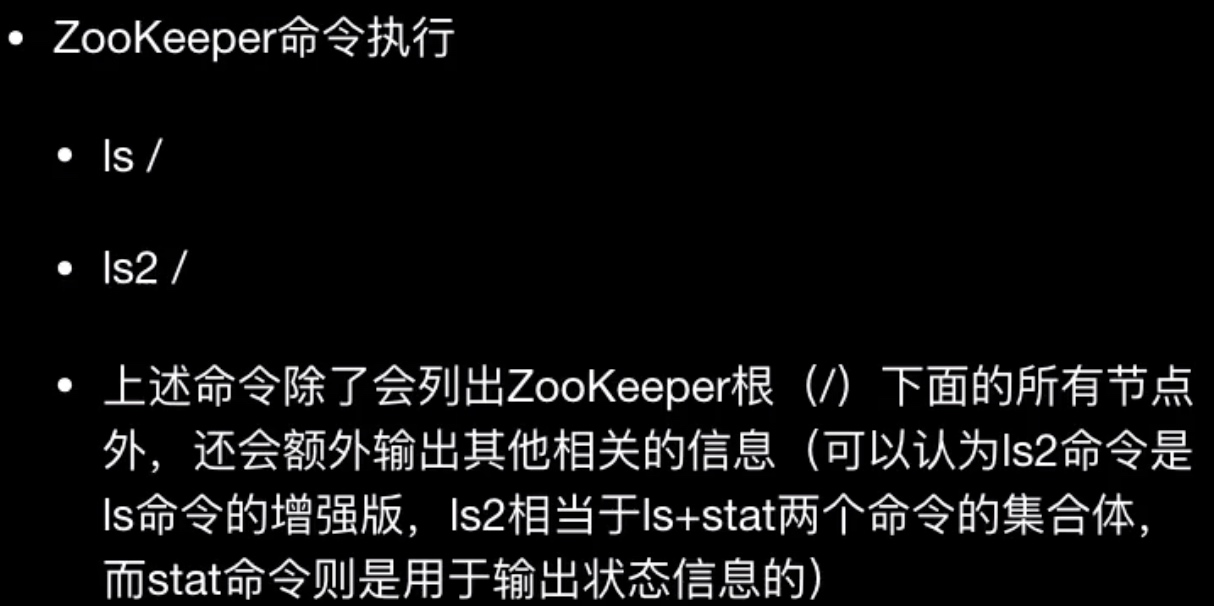 • ZooKeeper命令执行
• ls /
• ls2 /
• 上述命令除了会列出ZooKeeper根（/）下面的所有节点
外，还会额外输出其他相关的信息（可以认为ls2命令是
ls命令的增强版，ls2相当于ls+stat两个命令的集合体，
而stat命令则是用于输出状态信息的）